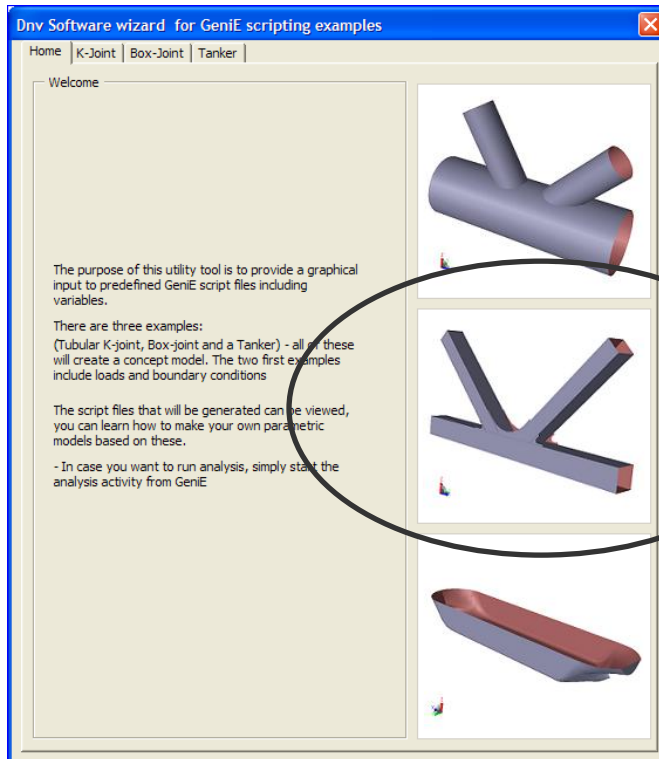 Dnv Software wizard for GeniE scripting examples
Home K-Joint Box-Joint Tanker
Welcome
The purpose of this utility tool is to provide a graphical
input to predefined GeniE script files including
variables.
There are three examples:
(Tubular K-joint, Box-joint and a Tanker) - all of these
will create a concept model. The two first examples
include loads and boundary conditions
The script files that will be generated can be viewed,
you can learn how to make your own parametric
models based on these.
- In case you want to run analysis, simply start the
analysis activity from GeniE